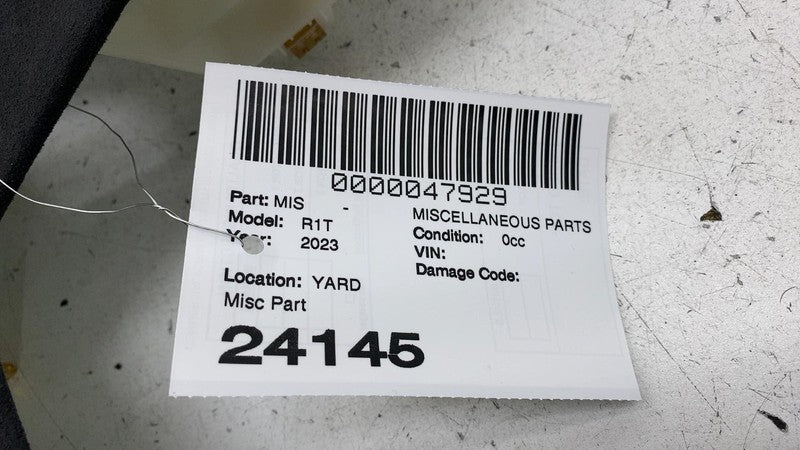 0000047929
Part: MIS - MISCELLANEOUS PARTS
Model: R1T Condition: 0cc
Year: 2023 VIN:
Damage Code:
Location: YARD
Misc Part
24145